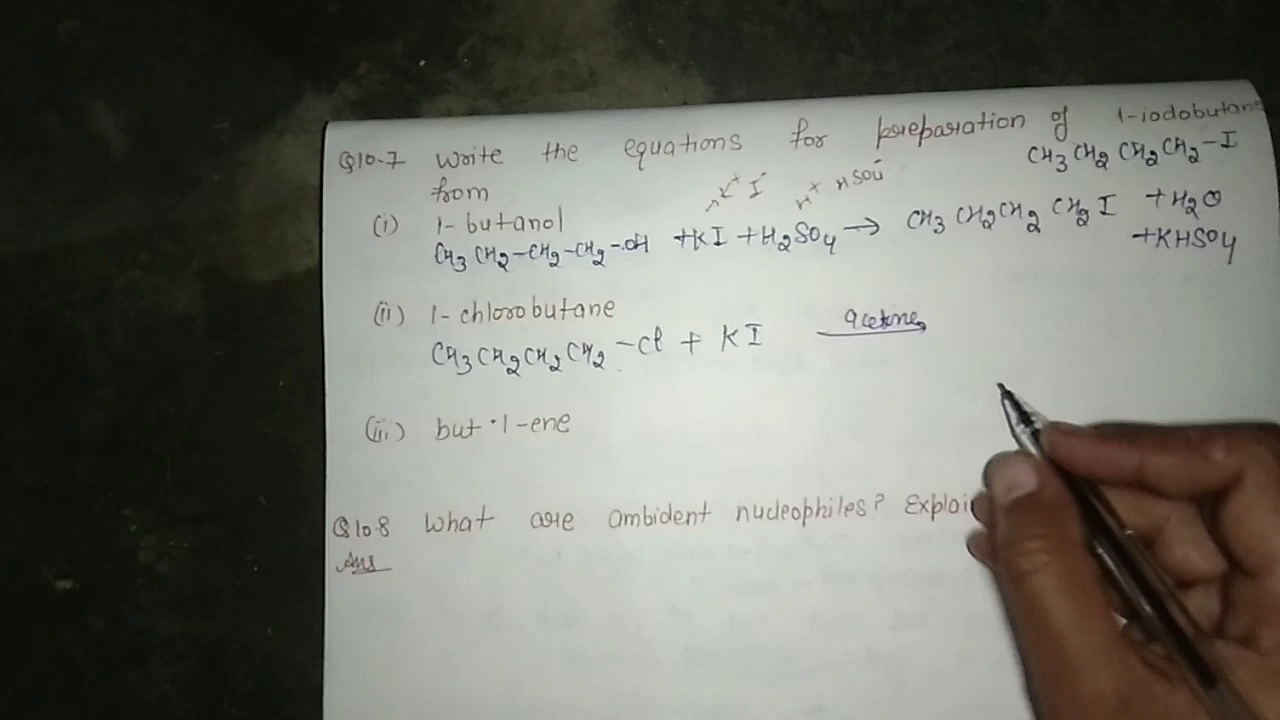 Q10.7 Write the equations for preparation of 1-iodobutane
from CH3 CH2 CH2 CH2 - I
K+ I- H+ HSO4-
(i) 1-butanol
CH3 CH2-CH2-CH2-OH +KI +H2SO4 → CH3 CH2 CH2 CH2 I +H2O
+KHSO4
(ii) 1-chlorobutane
CH3 CH2 CH2 CH2 -Cl + KI acetone
(iii) but-1-ene
Q10.8 What are ambident nucleophiles? Explai
Ans